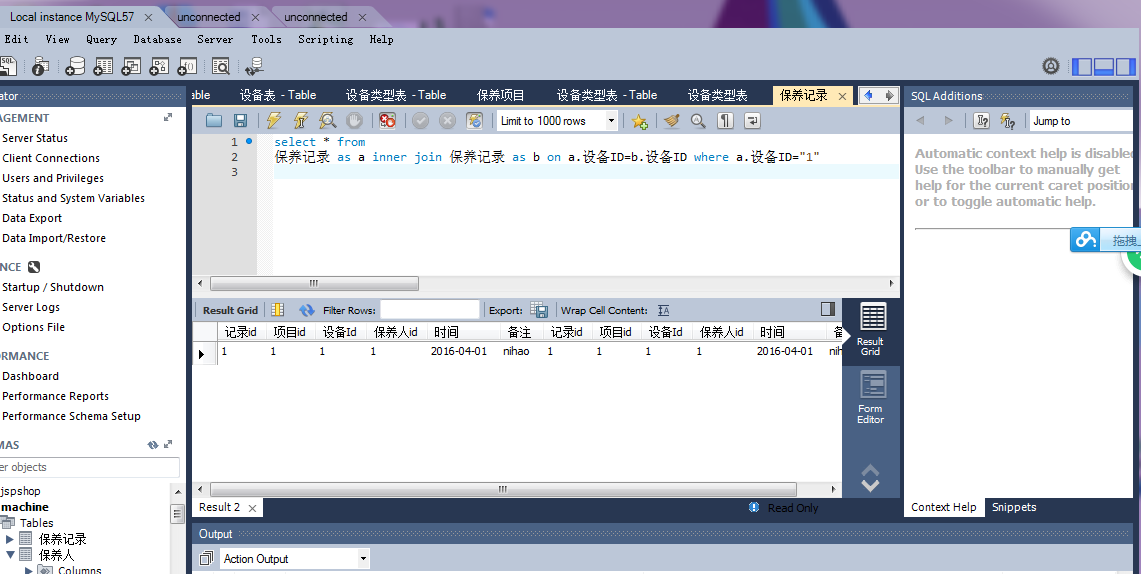 Local instance MySQL57 × unconnected × unconnected ×
Edit View Query Database Server Tools Scripting Help
ator
AGEMENT
Server Status
Client Connections
Users and Privileges
Status and System Variables
Data Export
Data Import/Restore
NCE
Startup / Shutdown
Server Logs
Options File
ORMANCE
Dashboard
Performance Reports
Performance Schema Setup
MAS
er objects
jspshop
machine
Tables
保养记录
保养人
Columns
able 设备表 - Table 设备类型表 - Table 保养项目 设备类型表 - Table 设备类型表 保养记录 ×
Limit to 1000 rows
1 select * from
2 保养记录 as a inner join 保养记录 as b on a.设备ID=b.设备ID where a.设备ID="1"
3
Result Grid Filter Rows: Export: Wrap Cell Content: IA
记录id 项目id 设备Id 保养人id 时间 备注 记录id 项目id 设备Id 保养人id 时间 备
1 1 1 1 2016-04-01 nihao 1 1 1 1 2016-04-01 nih
Result
Grid
Form
Editor
Result 2 × Read Only
Output
Action Output
SQL Additions
Jump to
Automatic context help is disabled
Use the toolbar to manually get
help for the current caret position
or to toggle automatic help.
拖拽
Context Help Snippets